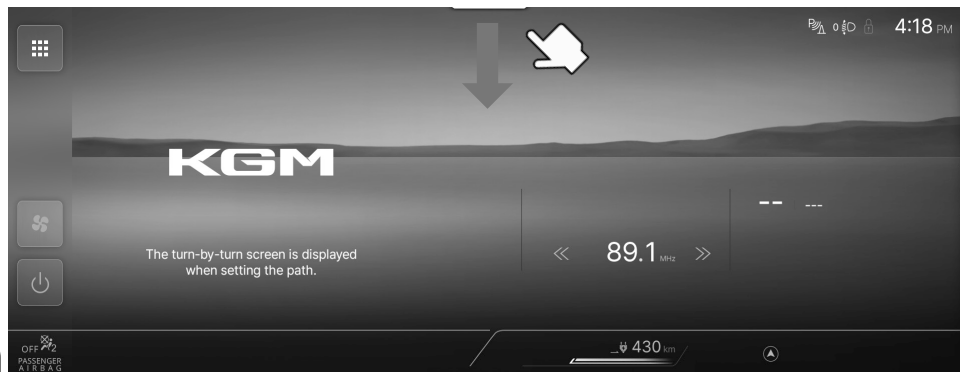 4:18 PM
KGM
-- ---
The turn-by-turn screen is displayed
when setting the path.
89.1 MHz
OFF 2
PASSENGER
AIRBAG
430 km